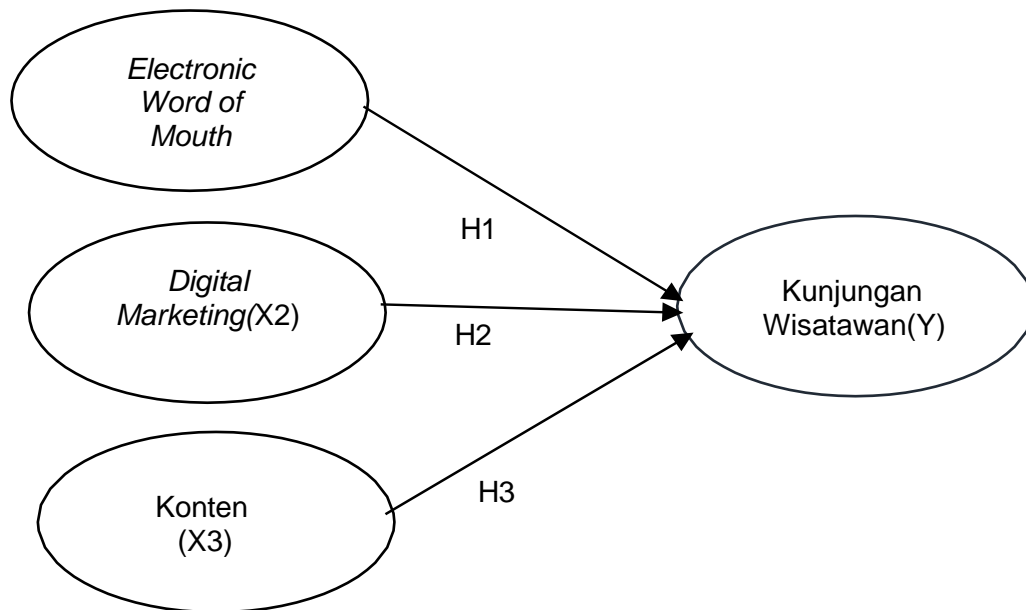 Electronic
Word of
Mouth
H1
Digital
Marketing(X2)
H2
Kunjungan
Wisatawan(Y)
Konten
(X3)
H3